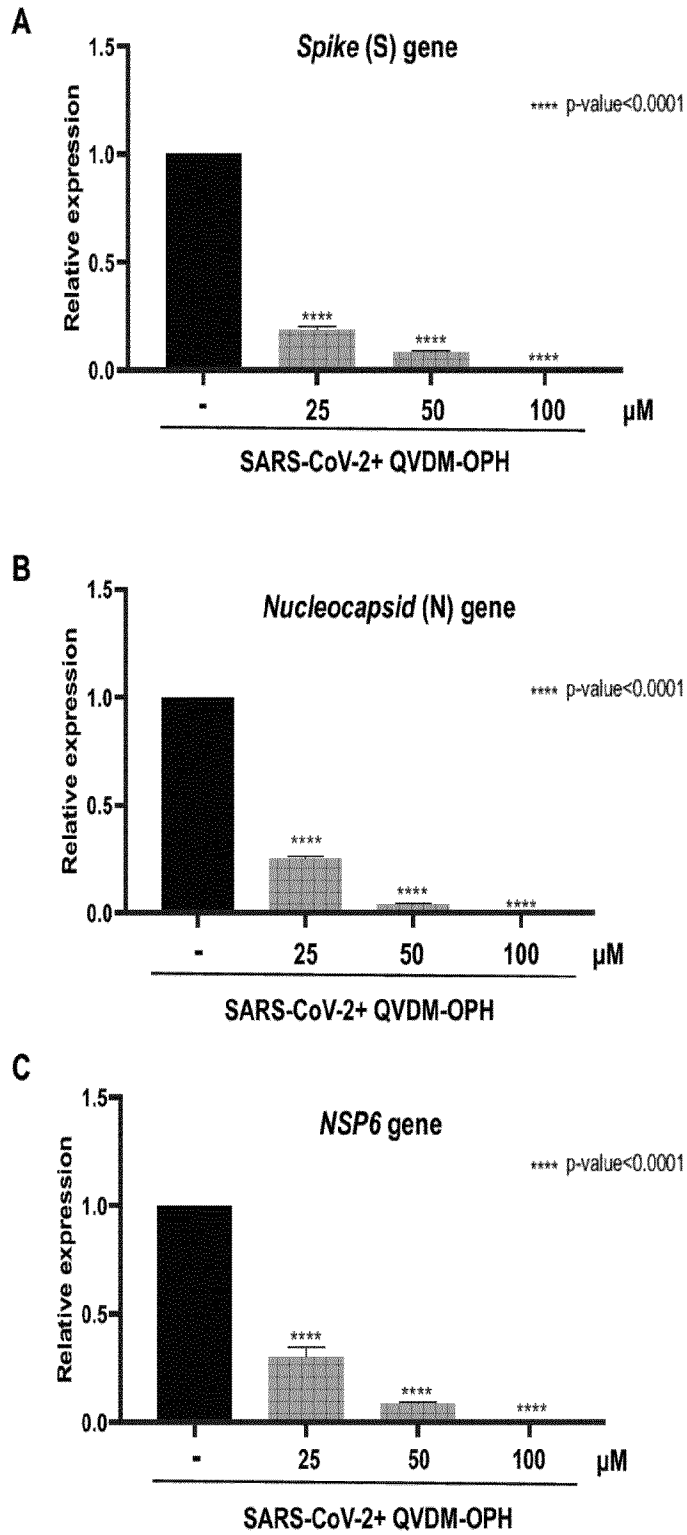 A
Spike (S) gene
**** p-value<0.0001
Relative expression
1.5
1.0
0.5
0.0
****
****
****
- 25 50 100 µM
SARS-CoV-2+ QVDM-OPH
B
Nucleocapsid (N) gene
**** p-value<0.0001
Relative expression
1.5
1.0
0.5
0.0
****
****
****
- 25 50 100 µM
SARS-CoV-2+ QVDM-OPH
C
NSP6 gene
**** p-value<0.0001
Relative expression
1.5
1.0
0.5
0.0
****
****
****
- 25 50 100 µM
SARS-CoV-2+ QVDM-OPH